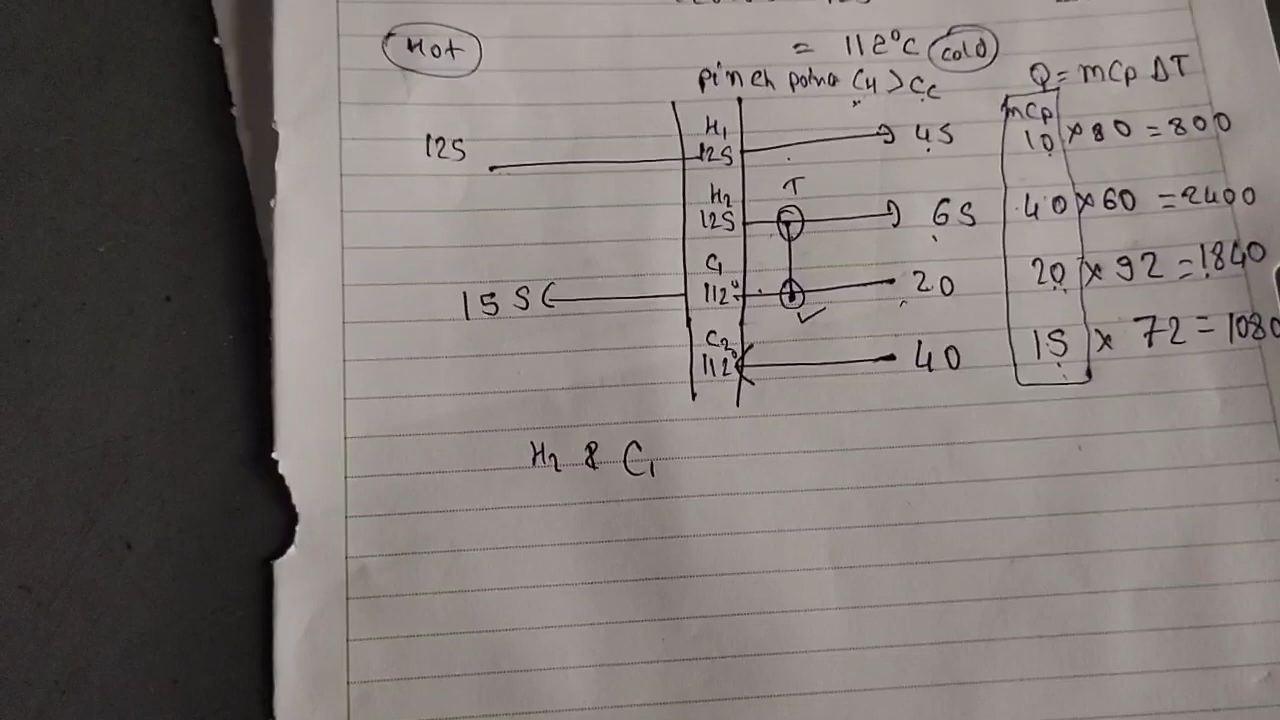 Hot
= 112°C cold
pinch point CH > CC
Q = mCp ΔT
mCp
H1
125 125 45 10 × 80 = 800
H2 T
125 65 40 × 60 = 2400
C1
155 112° 20 20 × 92 = 1840
C2
112° 40 15 × 72 = 1080
H2 & C1